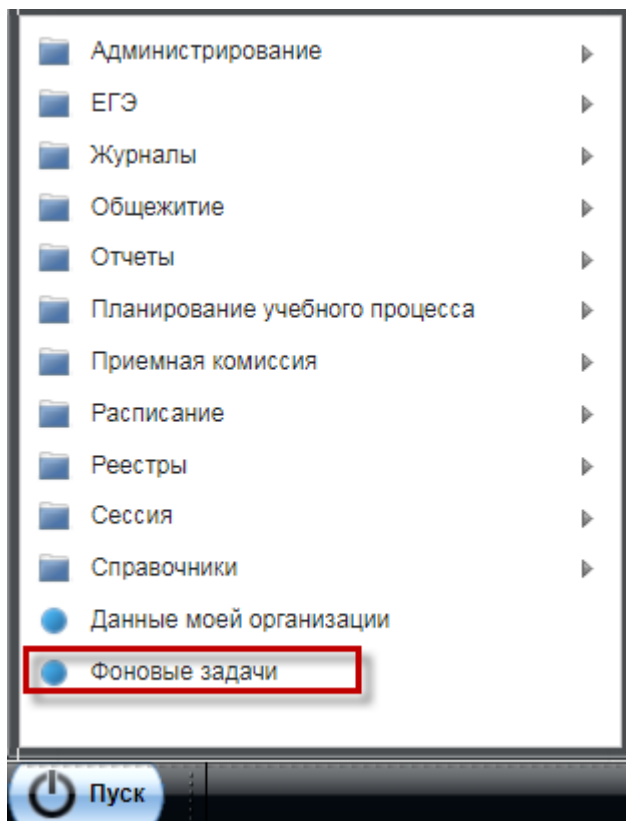 Администрирование
ЕГЭ
Журналы
Общежитие
Отчеты
Планирование учебного процесса
Приемная комиссия
Расписание
Реестры
Сессия
Справочники
Данные моей организации
Фоновые задачи
Пуск